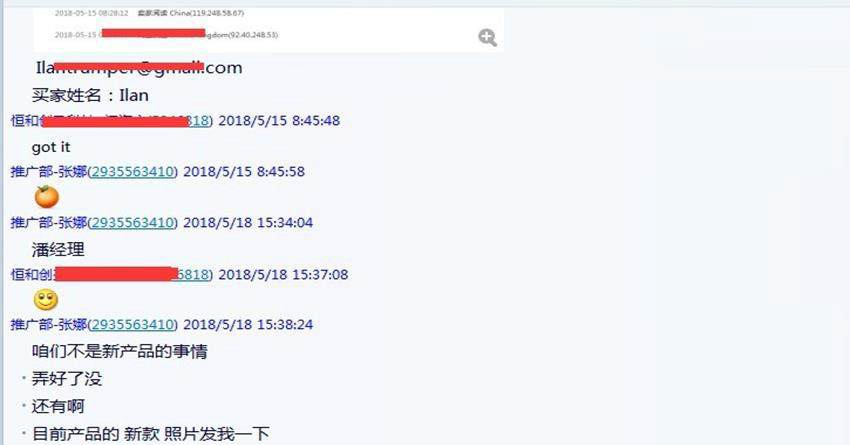 2018-05-15 08:28:12 卖家阅读 China(119.248.58.67)
2018-05-15 gdom(92.40.248.53)
Ilantramper@gmail.com
买家姓名：Ilan
恒和创 818) 2018/5/15 8:45:48
got it
推广部-张娜(2935563410) 2018/5/15 8:45:58
推广部-张娜(2935563410) 2018/5/18 15:34:04
潘经理
恒和创 6818) 2018/5/18 15:37:08
推广部-张娜(2935563410) 2018/5/18 15:38:24
咱们不是新产品的事情
弄好了没
还有啊
目前产品的 新款 照片发我一下